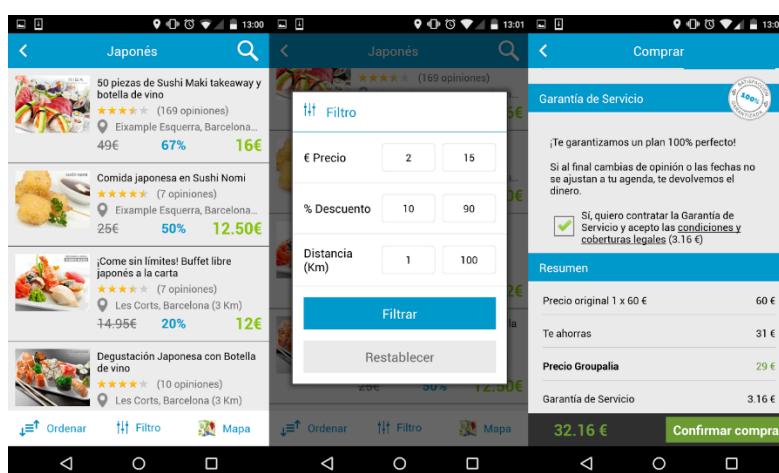 13:00
Japonés
50 piezas de Sushi Maki takeaway y
botella de vino
(169 opiniones)
Eixample Esquerra, Barcelona...
49€ 67% 16€
Comida japonesa en Sushi Nomi
(7 opiniones)
Eixample Esquerra, Barcelona...
25€ 50% 12.50€
¡Come sin límites! Buffet libre
japonés a la carta
(7 opiniones)
Les Corts, Barcelona (3 Km)
14.95€ 20% 12€
Degustación Japonesa con Botella
de vino
(10 opiniones)
Les Corts, Barcelona (3 Km)
Ordenar Filtro Mapa
13:01
Japonés
(169 opiniones)
Filtro
€ Precio 2 15
% Descuento 10 90
Distancia
(Km) 1 100
Filtrar
Restablecer
25€ 50% 12.50€
Ordenar Filtro Mapa
13:0
Comprar
Garantía de Servicio
SATISFACCIÓN
100%
GARANTIZADA
¡Te garantizamos un plan 100% perfecto!
Si al final cambias de opinión o las fechas no
se ajustan a tu agenda, te devolvemos el
dinero.
Sí, quiero contratar la Garantía de
Servicio y acepto las condiciones y
coberturas legales (3.16 €)
Resumen
Precio original 1 x 60 € 60 €
Te ahorras 31 €
Precio Groupalia 29 €
Garantía de Servicio 3.16 €
32.16 € Confirmar compra